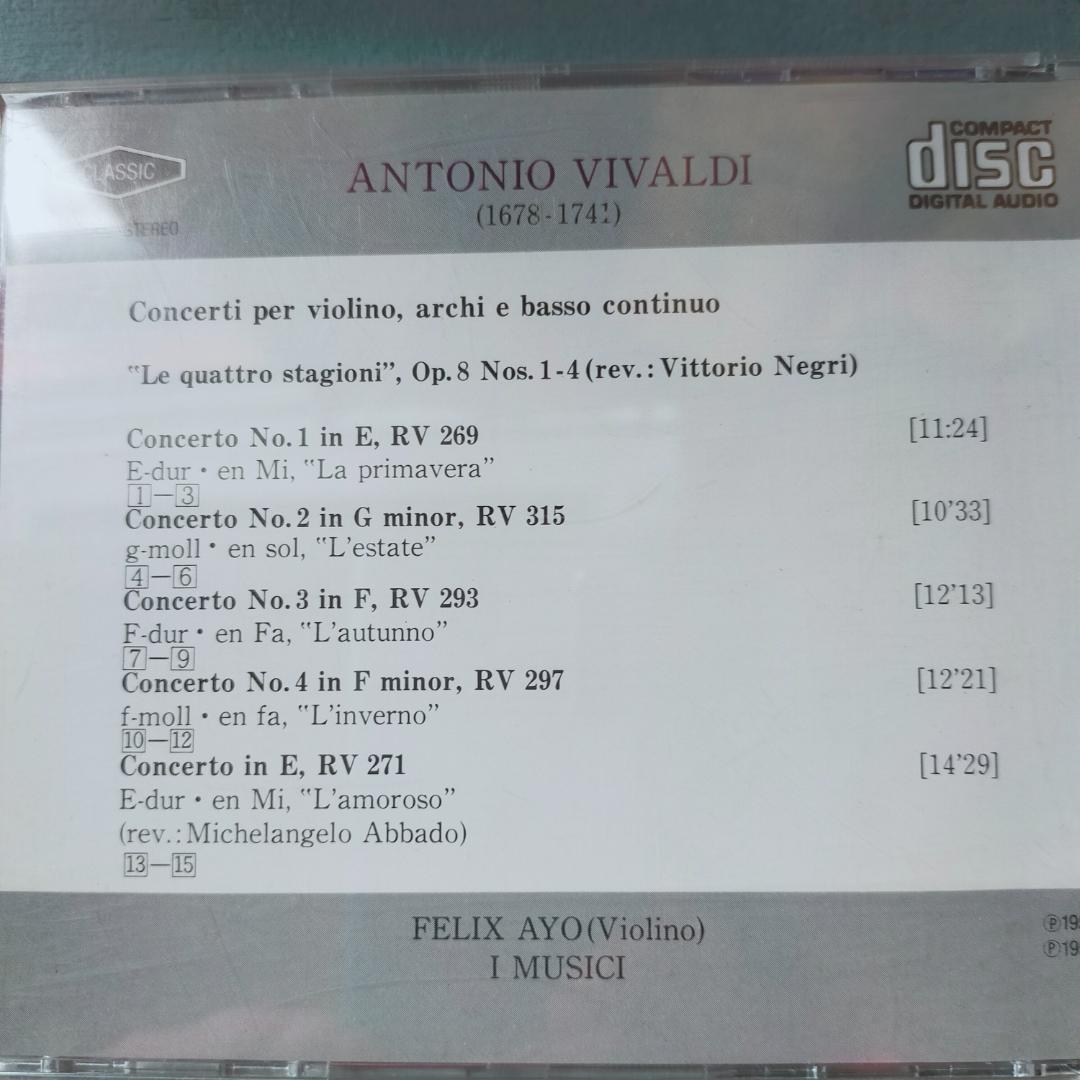 CLASSIC
STEREO
ANTONIO VIVALDI
(1678-1741)
COMPACT
disc
DIGITAL AUDIO
Concerti per violino, archi e basso continuo
"Le quattro stagioni", Op. 8 Nos. 1-4 (rev.: Vittorio Negri)
Concerto No. 1 in E, RV 269 [11:24]
E-dur · en Mi, "La primavera"
1—3
Concerto No. 2 in G minor, RV 315 [10'33]
g-moll · en sol, "L'estate"
4—6
Concerto No. 3 in F, RV 293 [12'13]
F-dur · en Fa, "L'autunno"
7—9
Concerto No. 4 in F minor, RV 297 [12'21]
f-moll · en fa, "L'inverno"
10—12
Concerto in E, RV 271 [14'29]
E-dur · en Mi, "L'amoroso"
(rev.: Michelangelo Abbado)
13—15
FELIX AYO (Violino)
I MUSICI